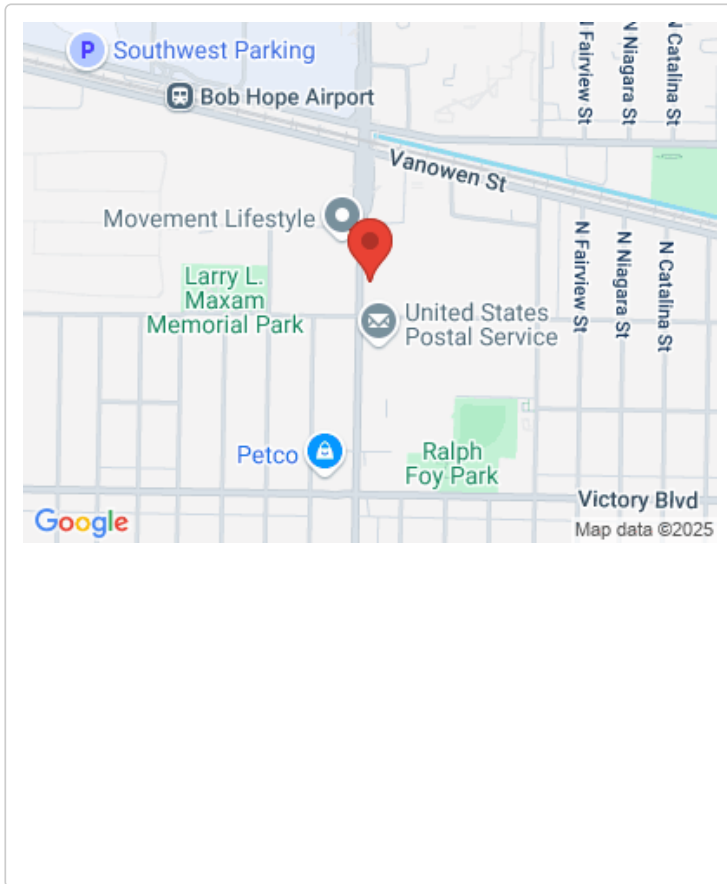 P Southwest Parking
Bob Hope Airport
N Fairview St
N Niagara St
N Catalina St
Vanowen St
Movement Lifestyle
Larry L.
Maxam
Memorial Park
United States
Postal Service
N Fairview St
N Niagara St
N Catalina St
Petco
Ralph
Foy Park
Victory Blvd
Google
Map data ©2025